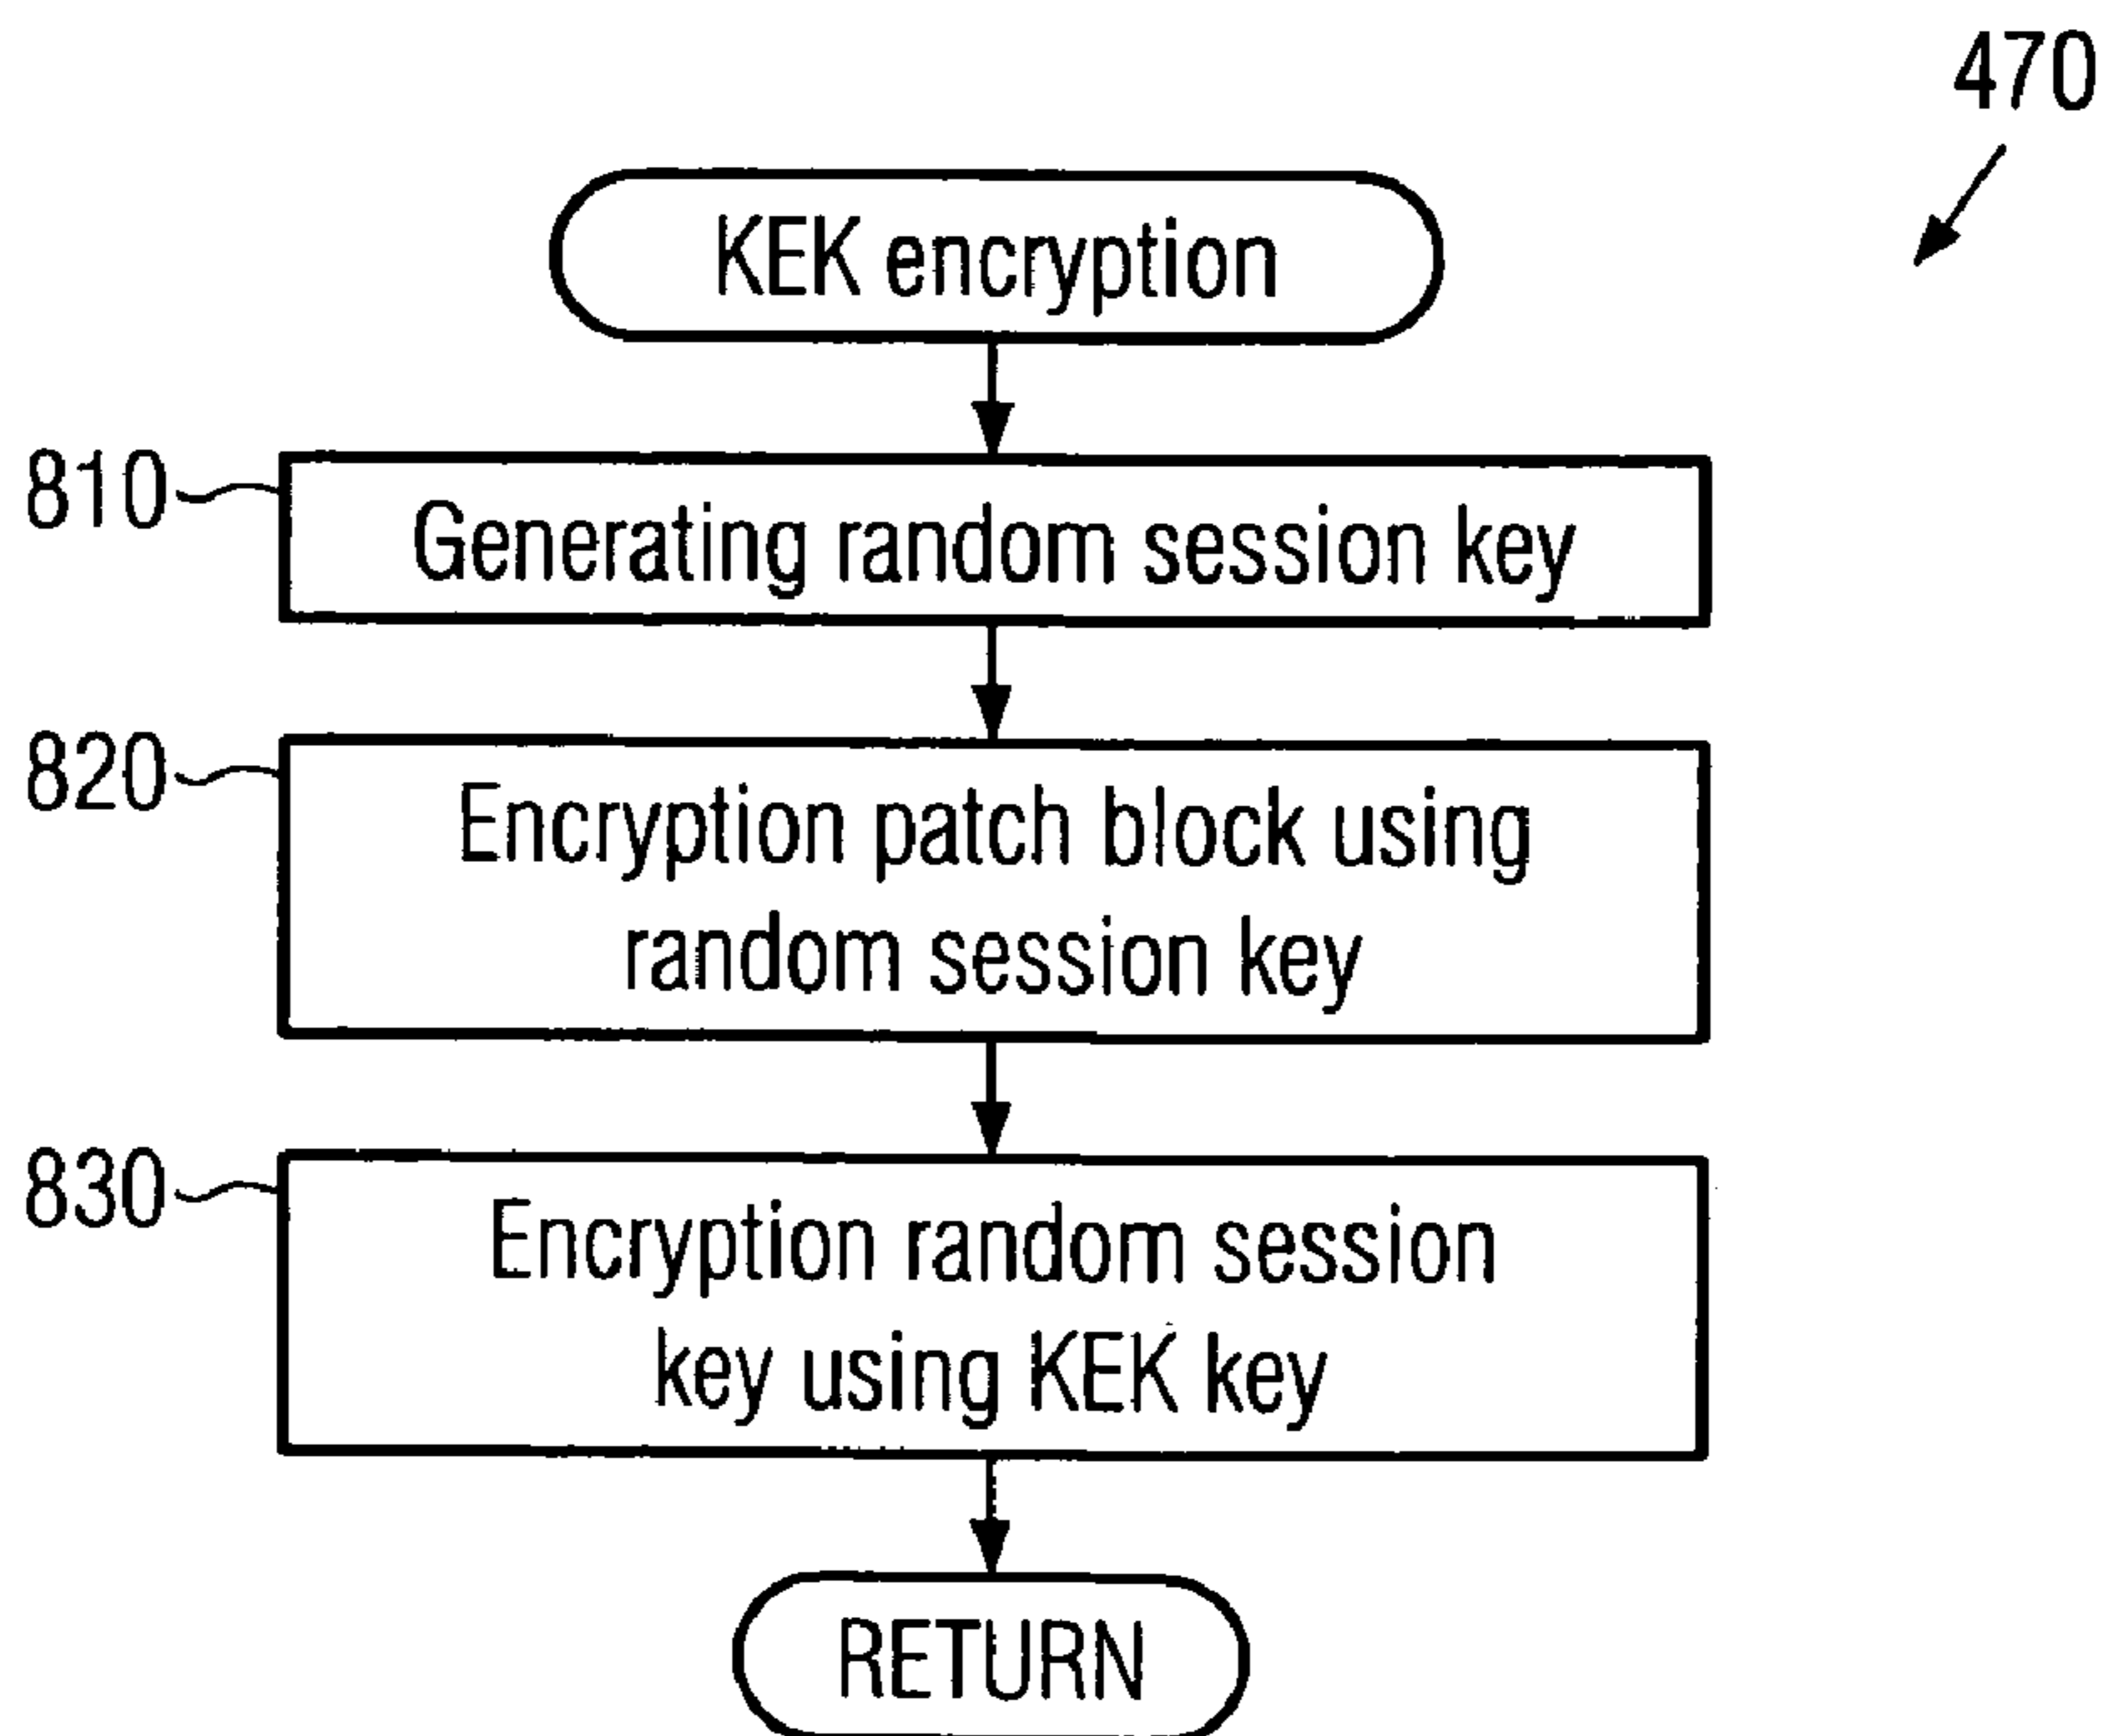 470
KEK encryption
810
Generating random session key
820
Encryption patch block using
random session key
830
Encryption random session
key using KEK key
RETURN